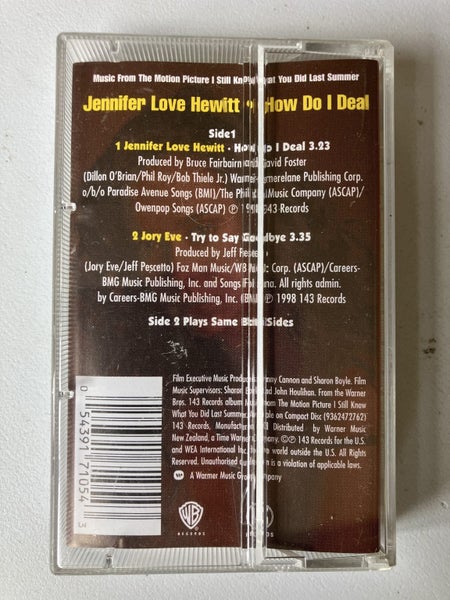 Music From The Motion Picture I Still Know What You Did Last Summer
Jennifer Love Hewitt • How Do I Deal
Side1
1 Jennifer Love Hewitt • How Do I Deal 3.23
Produced by Bruce Fairbairn and David Foster
(Dillon O'Brian/Phil Roy/Bob Thiele Jr.) Warner-Tamerelane Publishing Corp.
o/b/o Paradise Avenue Songs (BMI)/The Music Company (ASCAP)/
Owenpop Songs (ASCAP) ℗ 1998 143 Records
2 Jory Eve • Try to Say Goodbye 3.35
Produced by Jeff Pescetto
(Jory Eve/Jeff Pescetto) Faz Man Music/WB Corp. (ASCAP)/Careers-
BMG Music Publishing, Inc. and Songs All rights admin.
by Careers-BMG Music Publishing, Inc. (BMI) ℗ 1998 143 Records
Side 2 Plays Same Both Sides
Film Executive Music Producers: Cannon and Sharon Boyle. Film
Music Supervisors: Sharon Boyle and John Houlihan. From the Warner
Bros. 143 Records album Music from The Motion Picture I Still Know
What You Did Last Summer. Available on Compact Disc (9362472762)
143 Records, Manufactured Distributed by Warner Music
New Zealand, a Time Warner Company. ©℗ 143 Records for the U.S.
and WEA International Inc. for the world outside the U.S. All Rights
Reserved. Unauthorised duplication is a violation of applicable laws.
A Warner Music Group Company
0 54391 71054 3
WB
RECORDS
RECORDS